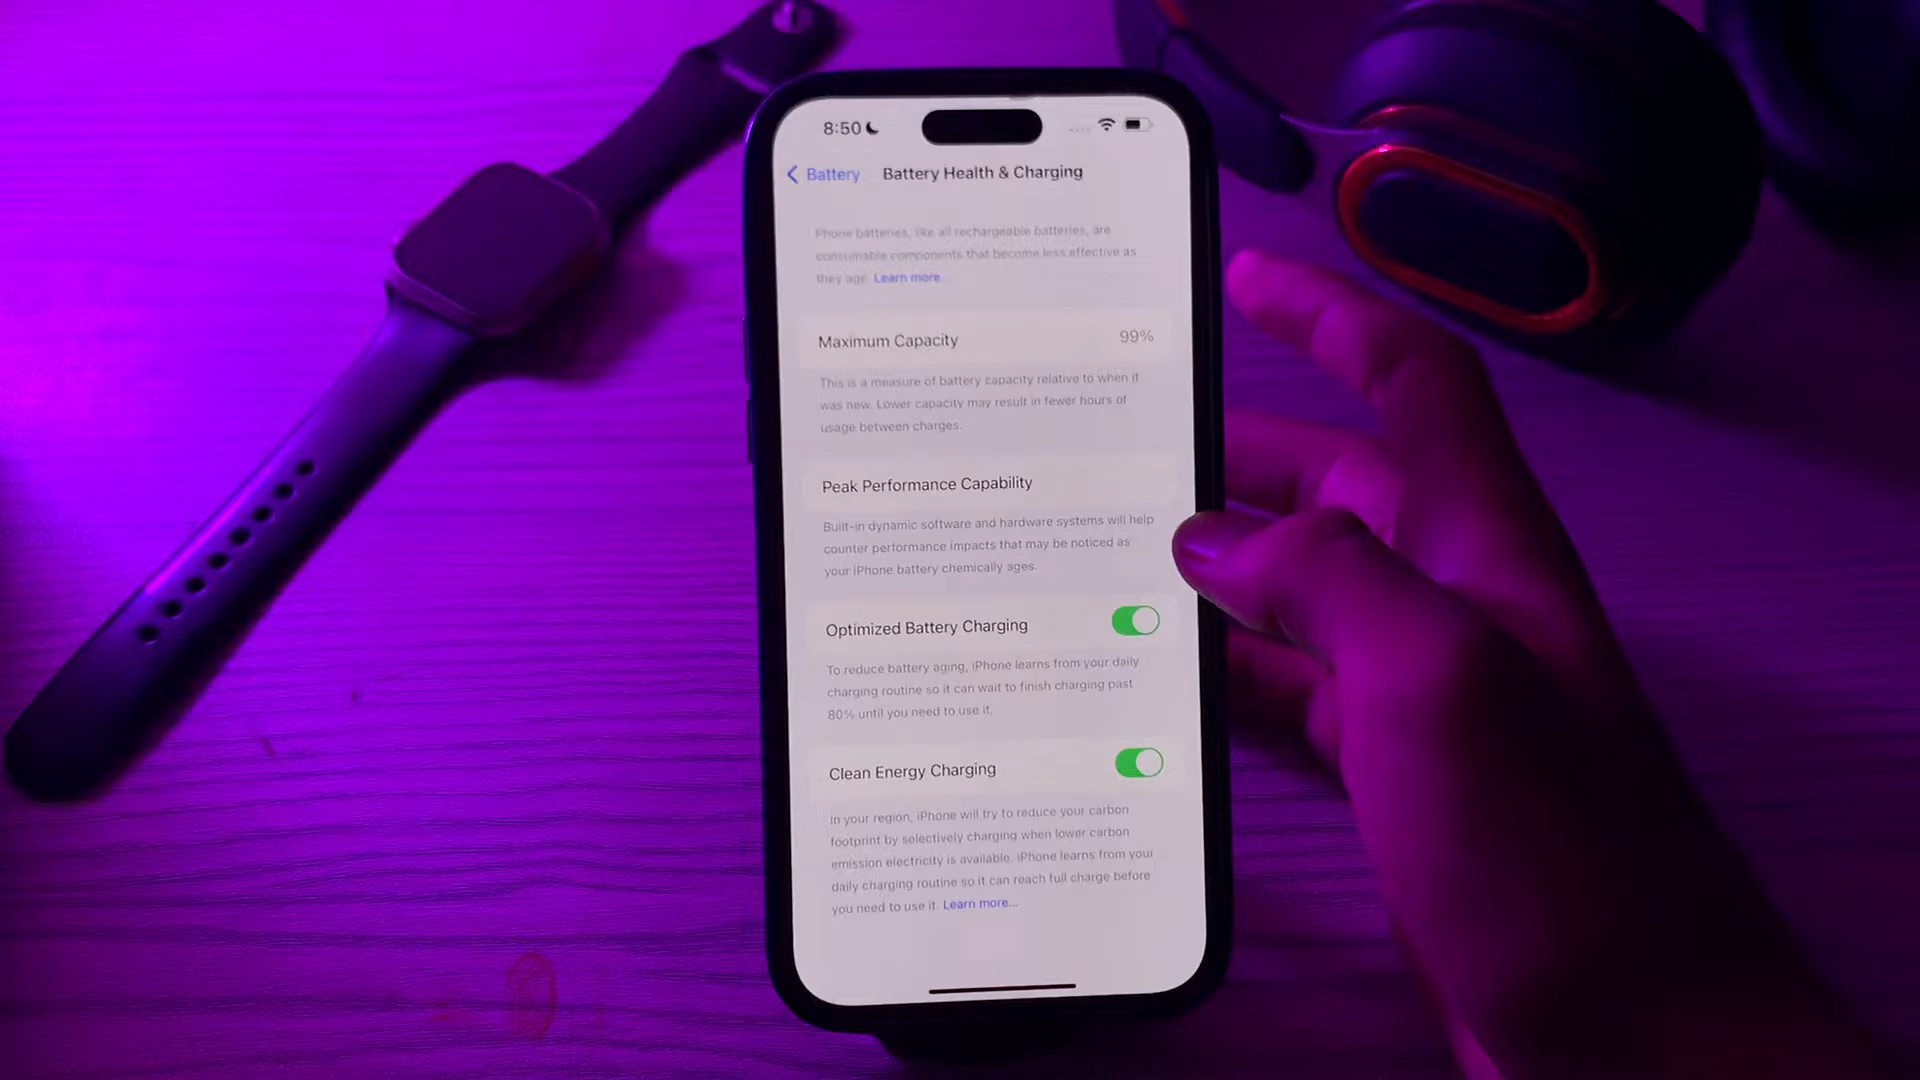 8:50
Battery
Battery Health & Charging
Phone batteries, like all rechargeable batteries, are
consumable components that become less effective as
they age. Learn more...
Maximum Capacity
99%
This is a measure of battery capacity relative to when it
was new. Lower capacity may result in fewer hours of
usage between charges.
Peak Performance Capability
Built-in dynamic software and hardware systems will help
counter performance impacts that may be noticed as
your iPhone battery chemically ages.
Optimized Battery Charging
To reduce battery aging, iPhone learns from your daily
charging routine so it can wait to finish charging past
80% until you need to use it.
Clean Energy Charging
In your region, iPhone will try to reduce your carbon
footprint by selectively charging when lower carbon
emission electricity is available. iPhone learns from your
daily charging routine so it can reach full charge before
you need to use it. Learn more...